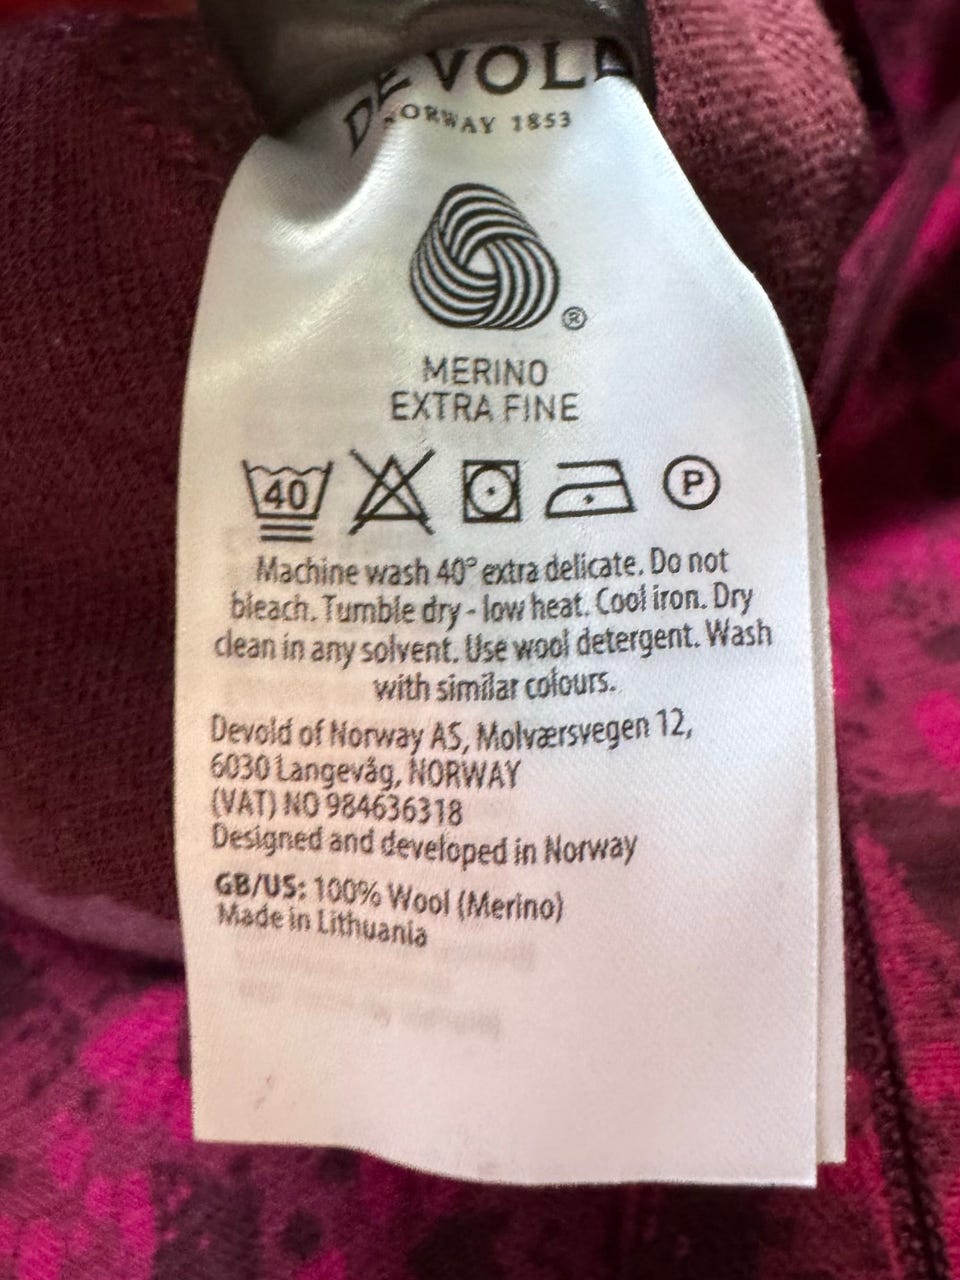 DEVOLD
NORWAY 1853
®
MERINO
EXTRA FINE
40 P
Machine wash 40° extra delicate. Do not
bleach. Tumble dry - low heat. Cool iron. Dry
clean in any solvent. Use wool detergent. Wash
with similar colours.
Devold of Norway AS, Molværsvegen 12,
6030 Langevåg, NORWAY
(VAT) NO 984636318
Designed and developed in Norway
GB/US: 100% Wool (Merino)
Made in Lithuania